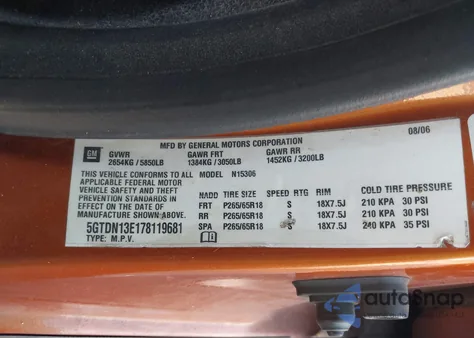 MFD BY GENERAL MOTORS CORPORATION 08/06
GM GVWR GAWR FRT GAWR RR
2654KG/5850LB 1384KG/3050LB 1452KG/3200LB
THIS VEHICLE CONFORMS TO ALL MODEL N15306
APPLICABLE FEDERAL MOTOR
VEHICLE SAFETY AND THEFT TIRE SIZE SPEED RTG RIM COLD TIRE PRESSURE
PREVENTION STANDARDS FRT P265/65R18 S 18X7.5J 210 KPA 30 PSI
IN EFFECT ON THE DATE OF RR P265/65R18 S 18X7.5J 210 KPA 30 PSI
MANUFACTURE SHOWN ABOVE. SPA P265/65R18 S 18X7.5J 240 KPA 35 PSI
5GTDN13E178119681
TYPE: M.P.V.
autoSnap